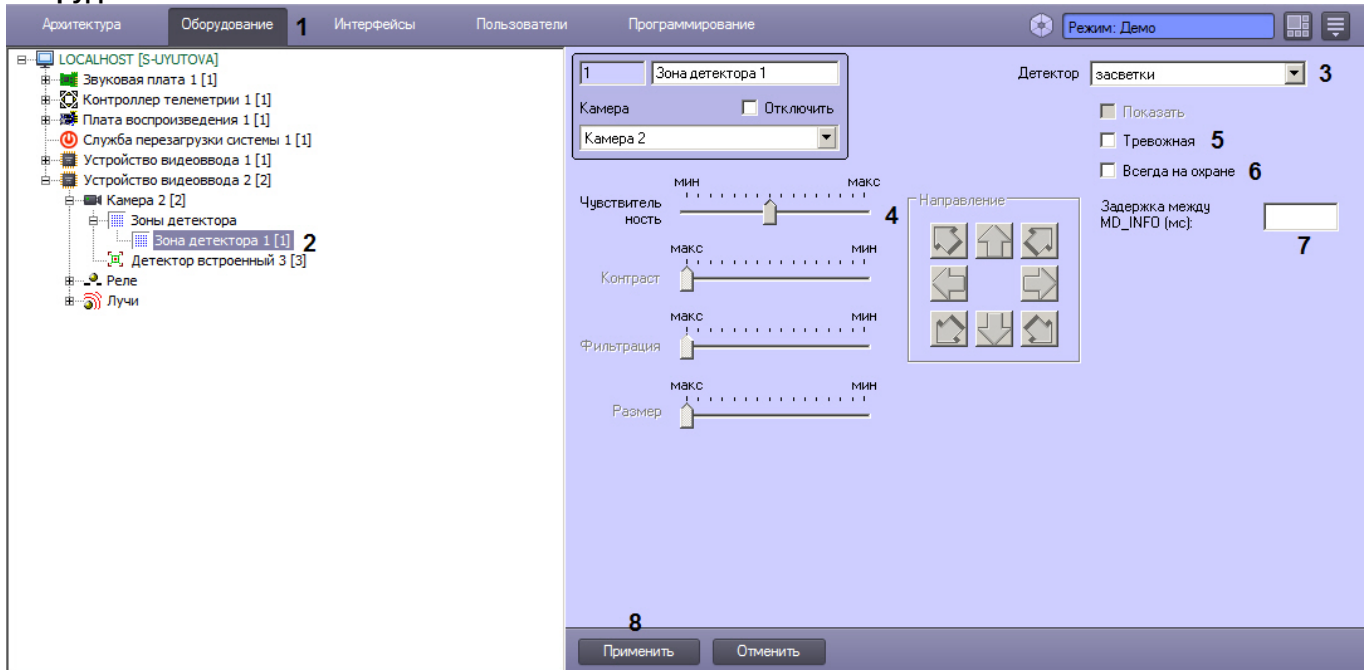 Архитектура Оборудование 1 Интерфейсы Пользователи Программирование Режим: Демо
LOCALHOST [S-UYUTOVA]
Звуковая плата 1 [1]
Контроллер телеметрии 1 [1]
Плата воспроизведения 1 [1]
Служба перезагрузки системы 1 [1]
Устройство видеоввода 1 [1]
Устройство видеоввода 2 [2]
Камера 2 [2]
Зоны детектора
Зона детектора 1 [1] 2
Детектор встроенный 3 [3]
Реле
Лучи
1 Зона детектора 1
Камера Отключить
Камера 2
Детектор засветки 3
Показать
Тревожная 5
Всегда на охране 6
Задержка между
MD_INFO (мс):
7
мин макс
Чувствитель
ность
4
макс мин
Контраст
макс мин
Фильтрация
макс мин
Размер
Направление
8
Применить Отменить